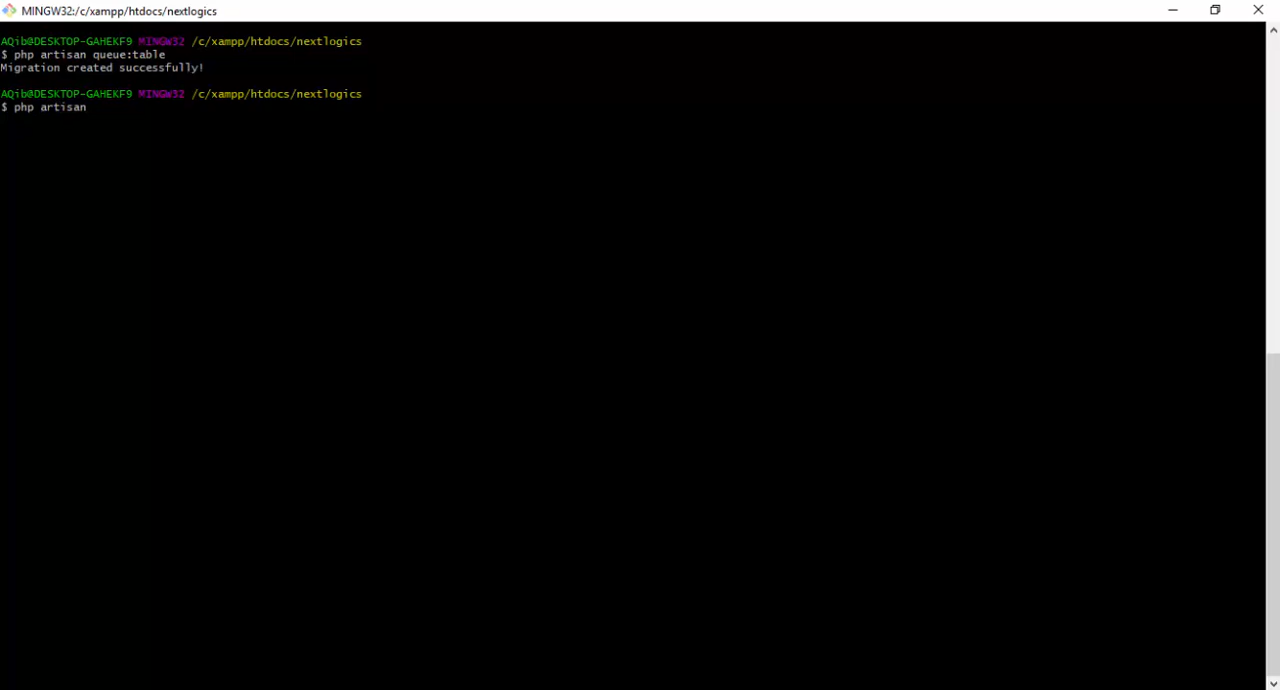 MINGW32:/c/xampp/htdocs/nextlogics
AQib@DESKTOP-GAHEKF9 MINGW32 /c/xampp/htdocs/nextlogics
$ php artisan queue:table
Migration created successfully!
AQib@DESKTOP-GAHEKF9 MINGW32 /c/xampp/htdocs/nextlogics
$ php artisan